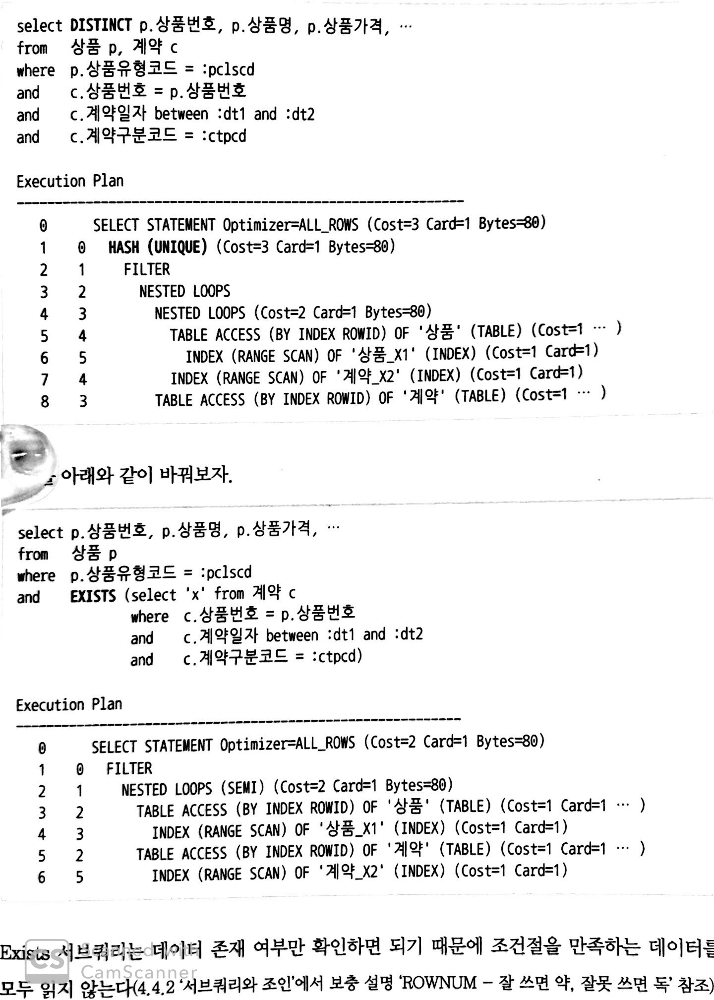 select DISTINCT p.상품번호, p.상품명, p.상품가격, …
from 상품 p, 계약 c
where p.상품유형코드 = :pclscd
and c.상품번호 = p.상품번호
and c.계약일자 between :dt1 and :dt2
and c.계약구분코드 = :ctpcd
Execution Plan
----------------------------------------------------------
0 SELECT STATEMENT Optimizer=ALL_ROWS (Cost=3 Card=1 Bytes=80)
1 0 HASH (UNIQUE) (Cost=3 Card=1 Bytes=80)
2 1 FILTER
3 2 NESTED LOOPS
4 3 NESTED LOOPS (Cost=2 Card=1 Bytes=80)
5 4 TABLE ACCESS (BY INDEX ROWID) OF '상품' (TABLE) (Cost=1 … )
6 5 INDEX (RANGE SCAN) OF '상품_X1' (INDEX) (Cost=1 Card=1)
7 4 INDEX (RANGE SCAN) OF '계약_X2' (INDEX) (Cost=1 Card=1)
8 3 TABLE ACCESS (BY INDEX ROWID) OF '계약' (TABLE) (Cost=1 … )
아래와 같이 바꿔보자.
select p.상품번호, p.상품명, p.상품가격, …
from 상품 p
where p.상품유형코드 = :pclscd
and EXISTS (select 'x' from 계약 c
where c.상품번호 = p.상품번호
and c.계약일자 between :dt1 and :dt2
and c.계약구분코드 = :ctpcd)
Execution Plan
----------------------------------------------------------
0 SELECT STATEMENT Optimizer=ALL_ROWS (Cost=2 Card=1 Bytes=80)
1 0 FILTER
2 1 NESTED LOOPS (SEMI) (Cost=2 Card=1 Bytes=80)
3 2 TABLE ACCESS (BY INDEX ROWID) OF '상품' (TABLE) (Cost=1 Card=1 … )
4 3 INDEX (RANGE SCAN) OF '상품_X1' (INDEX) (Cost=1 Card=1)
5 2 TABLE ACCESS (BY INDEX ROWID) OF '계약' (TABLE) (Cost=1 Card=1 … )
6 5 INDEX (RANGE SCAN) OF '계약_X2' (INDEX) (Cost=1 Card=1)
Exists 서브쿼리는 데이터 존재 여부만 확인하면 되기 때문에 조건절을 만족하는 데이터를
모두 읽지 않는다(4.4.2 '서브쿼리와 조인'에서 보충 설명 'ROWNUM - 잘 쓰면 약, 잘못 쓰면 독' 참조)
CS Scanned with
CamScanner